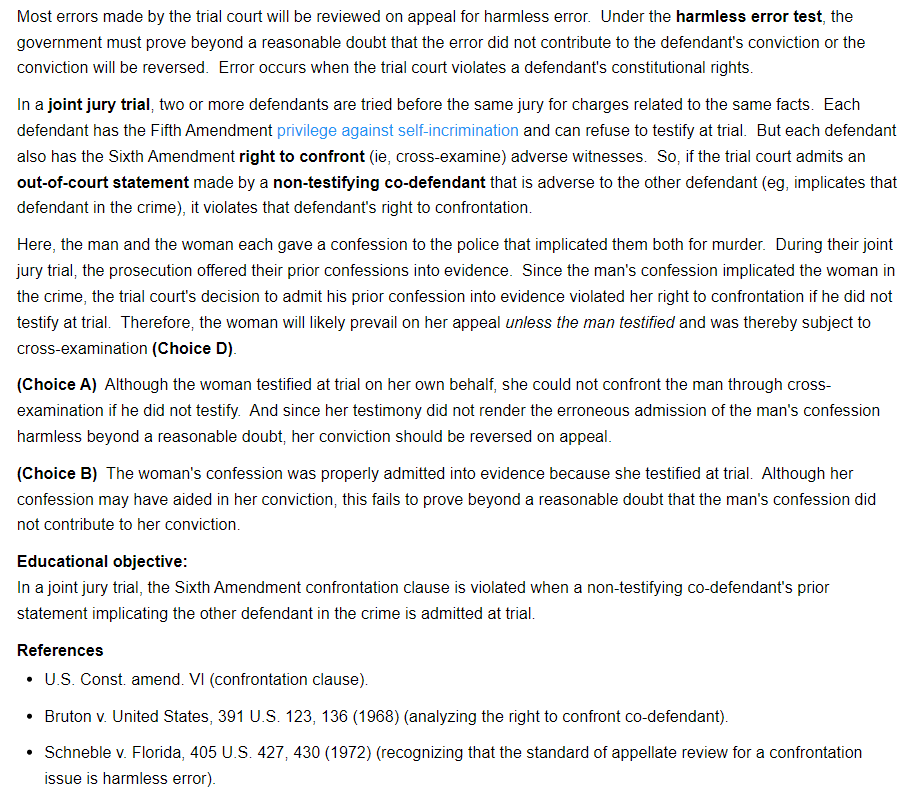 Most errors made by the trial court will be reviewed on appeal for harmless error.  Under the harmless error test, the
government must prove beyond a reasonable doubt that the error did not contribute to the defendant's conviction or the
conviction will be reversed.  Error occurs when the trial court violates a defendant's constitutional rights.
In a joint jury trial, two or more defendants are tried before the same jury for charges related to the same facts.  Each
defendant has the Fifth Amendment privilege against self-incrimination and can refuse to testify at trial.  But each defendant
also has the Sixth Amendment right to confront (ie, cross-examine) adverse witnesses.  So, if the trial court admits an
out-of-court statement made by a non-testifying co-defendant that is adverse to the other defendant (eg, implicates that
defendant in the crime), it violates that defendant's right to confrontation.
Here, the man and the woman each gave a confession to the police that implicated them both for murder.  During their joint
jury trial, the prosecution offered their prior confessions into evidence.  Since the man's confession implicated the woman in
the crime, the trial court's decision to admit his prior confession into evidence violated her right to confrontation if he did not
testify at trial.  Therefore, the woman will likely prevail on her appeal unless the man testified and was thereby subject to
cross-examination (Choice D).
(Choice A)  Although the woman testified at trial on her own behalf, she could not confront the man through cross-
examination if he did not testify.  And since her testimony did not render the erroneous admission of the man's confession
harmless beyond a reasonable doubt, her conviction should be reversed on appeal.
(Choice B)  The woman's confession was properly admitted into evidence because she testified at trial.  Although her
confession may have aided in her conviction, this fails to prove beyond a reasonable doubt that the man's confession did
not contribute to her conviction.
Educational objective:
In a joint jury trial, the Sixth Amendment confrontation clause is violated when a non-testifying co-defendant's prior
statement implicating the other defendant in the crime is admitted at trial.
References
• U.S. Const. amend. VI (confrontation clause).
• Bruton v. United States, 391 U.S. 123, 136 (1968) (analyzing the right to confront co-defendant).
• Schneble v. Florida, 405 U.S. 427, 430 (1972) (recognizing that the standard of appellate review for a confrontation
issue is harmless error).